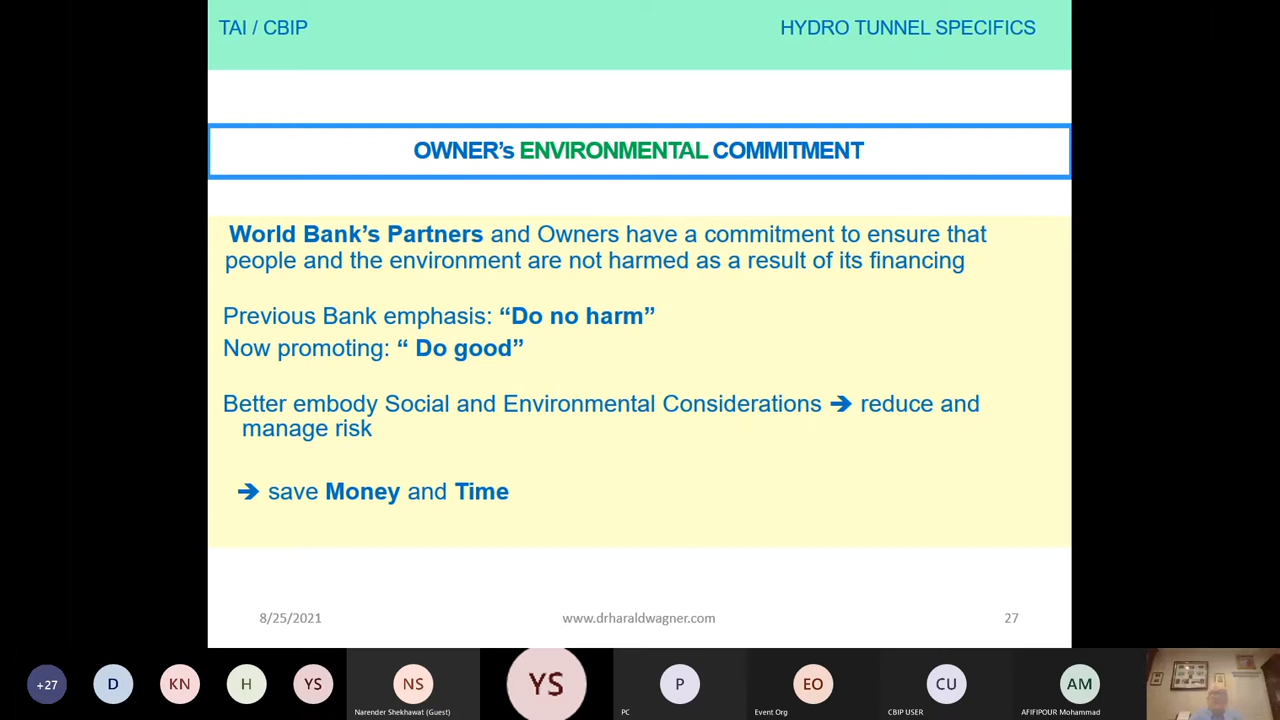 TAI / CBIP HYDRO TUNNEL SPECIFICS
OWNER's ENVIRONMENTAL COMMITMENT
World Bank's Partners and Owners have a commitment to ensure that
people and the environment are not harmed as a result of its financing
Previous Bank emphasis: “Do no harm”
Now promoting: “ Do good”
Better embody Social and Environmental Considerations ➔ reduce and
manage risk
➔ save Money and Time
8/25/2021 www.drharaldwagner.com 27
+27 D KN H YS NS YS P EO CU AM
Narender Shekhawat (Guest) PC Event Org CBIP USER AFIFIPOUR Mohammad